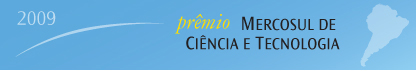 2009
prêmio MERCOSUL DE
CIÊNCIA E TECNOLOGIA